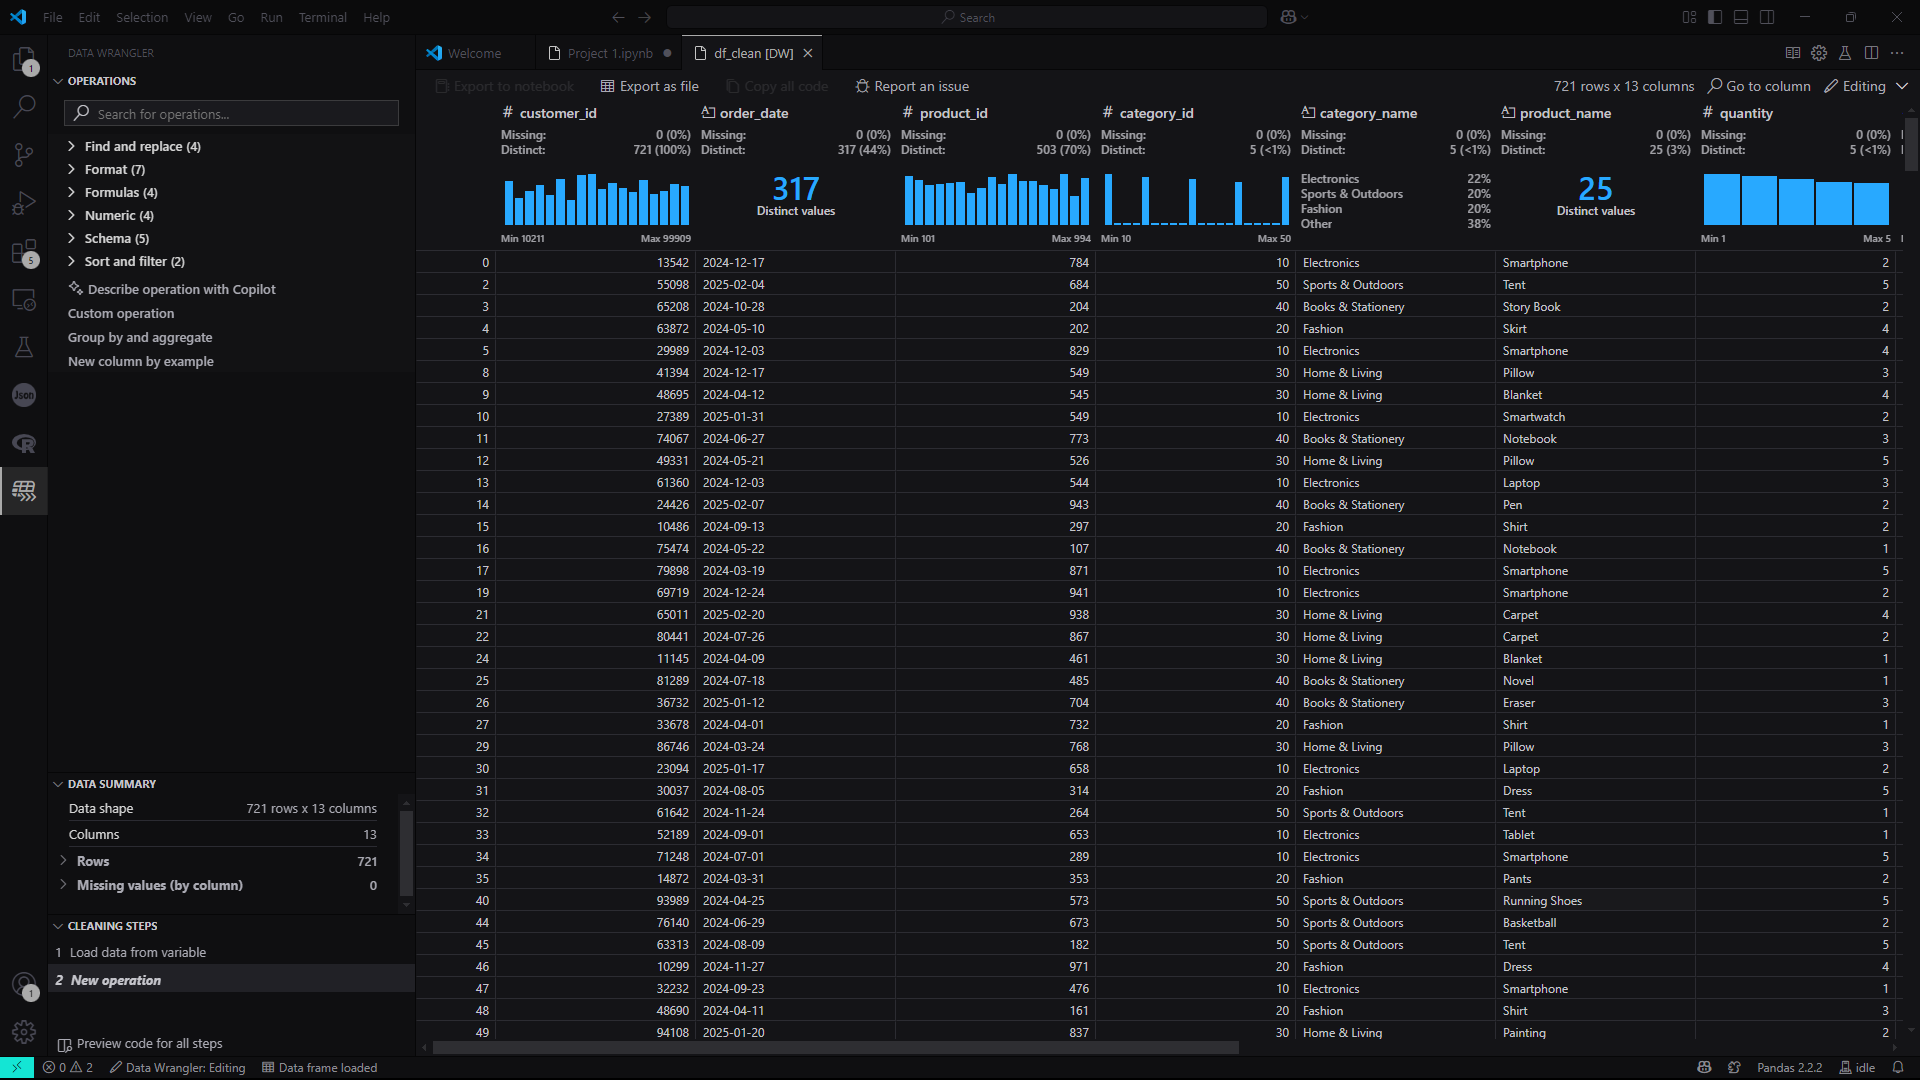 File Edit Selection View Go Run Terminal Help
Search
DATA WRANGLER
Welcome
Project 1.ipynb
df_clean [DW]
OPERATIONS
Search for operations...
Find and replace (4)
Format (7)
Formulas (4)
Numeric (4)
Schema (5)
Sort and filter (2)
Describe operation with Copilot
Custom operation
Group by and aggregate
New column by example
DATA SUMMARY
Data shape 721 rows x 13 columns
Columns 13
Rows 721
Missing values (by column) 0
CLEANING STEPS
1 Load data from variable
2 New operation
Preview code for all steps
1
5
Json
R
1
Export to notebook Export as file Copy all code Report an issue 721 rows x 13 columns Go to column Editing
# customer_id order_date # product_id # category_id category_name product_name # quantity
Missing: 0 (0%) Missing: 0 (0%) Missing: 0 (0%) Missing: 0 (0%) Missing: 0 (0%) Missing: 0 (0%) Missing: 0 (0%)
Distinct: 721 (100%) Distinct: 317 (44%) Distinct: 503 (70%) Distinct: 5 (<1%) Distinct: 5 (<1%) Distinct: 25 (3%) Distinct: 5 (<1%)
317
Distinct values
Electronics 22%
Sports & Outdoors 20%
Fashion 20%
Other 38%
25
Distinct values
Min 10211 Max 99909 Min 101 Max 994 Min 10 Max 50 Min 1 Max 5
0 13542 2024-12-17 784 10 Electronics Smartphone 2
2 55098 2025-02-04 684 50 Sports & Outdoors Tent 5
3 65208 2024-10-28 204 40 Books & Stationery Story Book 2
4 63872 2024-05-10 202 20 Fashion Skirt 4
5 29989 2024-12-03 829 10 Electronics Smartphone 4
8 41394 2024-12-17 549 30 Home & Living Pillow 3
9 48695 2024-04-12 545 30 Home & Living Blanket 4
10 27389 2025-01-31 549 10 Electronics Smartwatch 2
11 74067 2024-06-27 773 40 Books & Stationery Notebook 3
12 49331 2024-05-21 526 30 Home & Living Pillow 5
13 61360 2024-12-03 544 10 Electronics Laptop 3
14 24426 2025-02-07 943 40 Books & Stationery Pen 2
15 10486 2024-09-13 297 20 Fashion Shirt 2
16 75474 2024-05-22 107 40 Books & Stationery Notebook 1
17 79898 2024-03-19 871 10 Electronics Smartphone 5
19 69719 2024-12-24 941 10 Electronics Smartphone 2
21 65011 2025-02-20 938 30 Home & Living Carpet 4
22 80441 2024-07-26 867 30 Home & Living Carpet 2
24 11145 2024-04-09 461 30 Home & Living Blanket 1
25 81289 2024-07-18 485 40 Books & Stationery Novel 1
26 36732 2025-01-12 704 40 Books & Stationery Eraser 3
27 33678 2024-04-01 732 20 Fashion Shirt 1
29 86746 2024-03-24 768 30 Home & Living Pillow 3
30 23094 2025-01-17 658 10 Electronics Laptop 2
31 30037 2024-08-05 314 20 Fashion Dress 5
32 61642 2024-11-24 264 50 Sports & Outdoors Tent 1
33 52189 2024-09-01 653 10 Electronics Tablet 1
34 71248 2024-07-01 289 10 Electronics Smartphone 5
35 14872 2024-03-31 353 20 Fashion Pants 2
40 93989 2024-04-25 573 50 Sports & Outdoors Running Shoes 5
44 76140 2024-06-29 673 50 Sports & Outdoors Basketball 2
45 63313 2024-08-09 182 50 Sports & Outdoors Tent 5
46 10299 2024-11-27 971 20 Fashion Dress 4
47 32232 2024-09-23 476 10 Electronics Smartphone 1
48 48690 2024-04-11 161 20 Fashion Shirt 3
49 94108 2025-01-20 837 30 Home & Living Painting 2
0 2 Data Wrangler: Editing Data frame loaded Pandas 2.2.2 idle